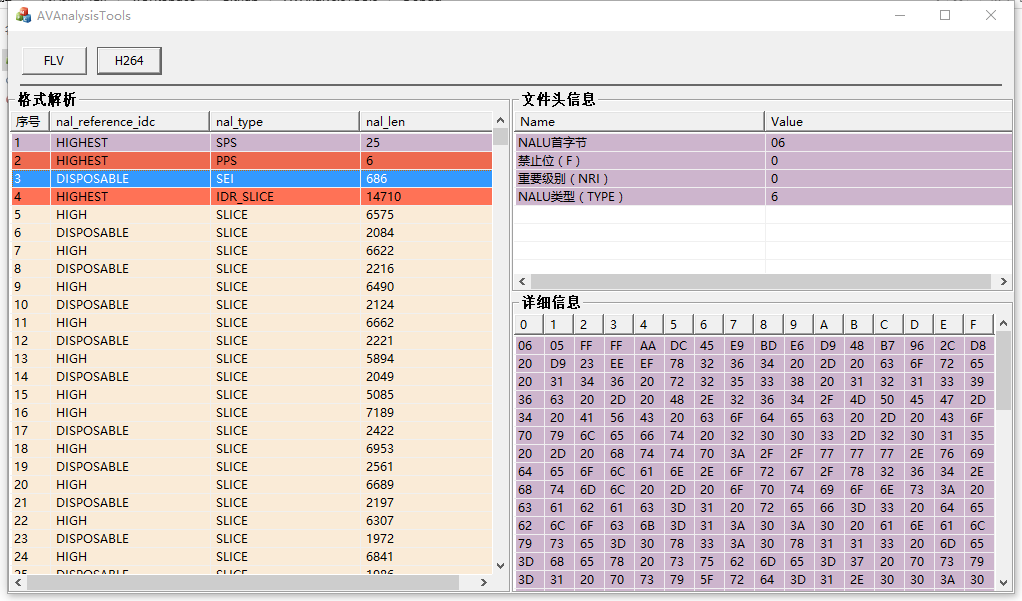 AVAnalysisTools
FLV H264
格式解析
序号 nal_reference_idc nal_type nal_len
1 HIGHEST SPS 25
2 HIGHEST PPS 6
3 DISPOSABLE SEI 686
4 HIGHEST IDR_SLICE 14710
5 HIGH SLICE 6575
6 DISPOSABLE SLICE 2084
7 HIGH SLICE 6622
8 DISPOSABLE SLICE 2216
9 HIGH SLICE 6490
10 DISPOSABLE SLICE 2124
11 HIGH SLICE 6662
12 DISPOSABLE SLICE 2221
13 HIGH SLICE 5894
14 DISPOSABLE SLICE 2049
15 HIGH SLICE 5085
16 HIGH SLICE 7189
17 DISPOSABLE SLICE 2422
18 HIGH SLICE 6953
19 DISPOSABLE SLICE 2561
20 HIGH SLICE 6689
21 DISPOSABLE SLICE 2197
22 HIGH SLICE 6307
23 DISPOSABLE SLICE 1972
24 HIGH SLICE 6841
文件头信息
Name Value
NALU首字节 06
禁止位（F） 0
重要级别（NRI） 0
NALU类型（TYPE） 6
详细信息
0 1 2 3 4 5 6 7 8 9 A B C D E F
06 05 FF FF AA DC 45 E9 BD E6 D9 48 B7 96 2C D8
20 D9 23 EE EF 78 32 36 34 20 2D 20 63 6F 72 65
20 31 34 36 20 72 32 35 33 38 20 31 32 31 33 39
36 63 20 2D 20 48 2E 32 36 34 2F 4D 50 45 47 2D
34 20 41 56 43 20 63 6F 64 65 63 20 2D 20 43 6F
70 79 6C 65 66 74 20 32 30 30 33 2D 32 30 31 35
20 2D 20 68 74 74 70 3A 2F 2F 77 77 77 2E 76 69
64 65 6F 6C 61 6E 2E 6F 72 67 2F 78 32 36 34 2E
68 74 6D 6C 20 2D 20 6F 70 74 69 6F 6E 73 3A 20
63 61 62 61 63 3D 31 20 72 65 66 3D 33 20 64 65
62 6C 6F 63 6B 3D 31 3A 30 3A 30 20 61 6E 61 6C
79 73 65 3D 30 78 33 3A 30 78 31 31 33 20 6D 65
3D 68 65 78 20 73 75 62 6D 65 3D 37 20 70 73 79
3D 31 20 70 73 79 5F 72 64 3D 31 2E 30 30 3A 30